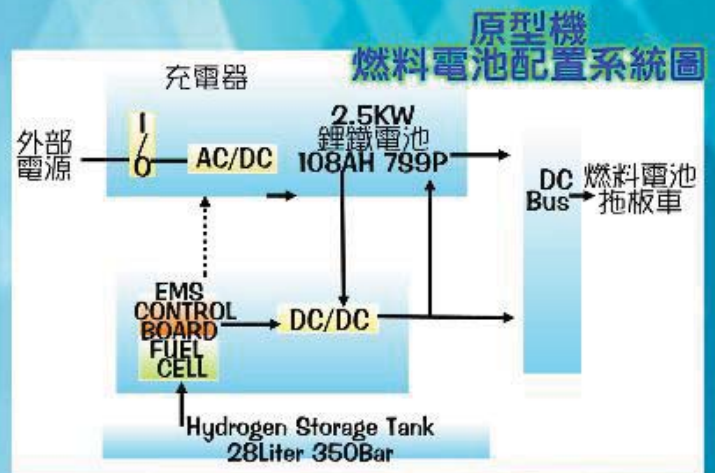 原型機
燃料電池配置系統圖
充電器
外部
電源
I/O
AC/DC
2.5KW
鋰鐵電池
108AH 7S9P
DC
Bus
燃料電池
拖板車
EMS
CONTROL
BOARD
FUEL
CELL
DC/DC
Hydrogen Storage Tank
28Liter 350Bar